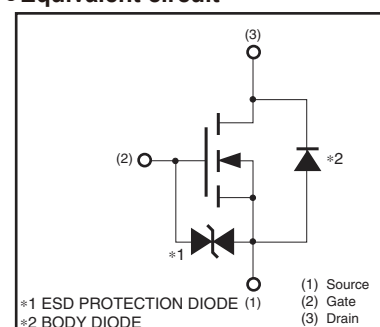 Equivalent circuit
(3)
(2)
*2
*1
(1) Source
*1 ESD PROTECTION DIODE (1)
(2) Gate
*2 BODY DIODE
(3) Drain